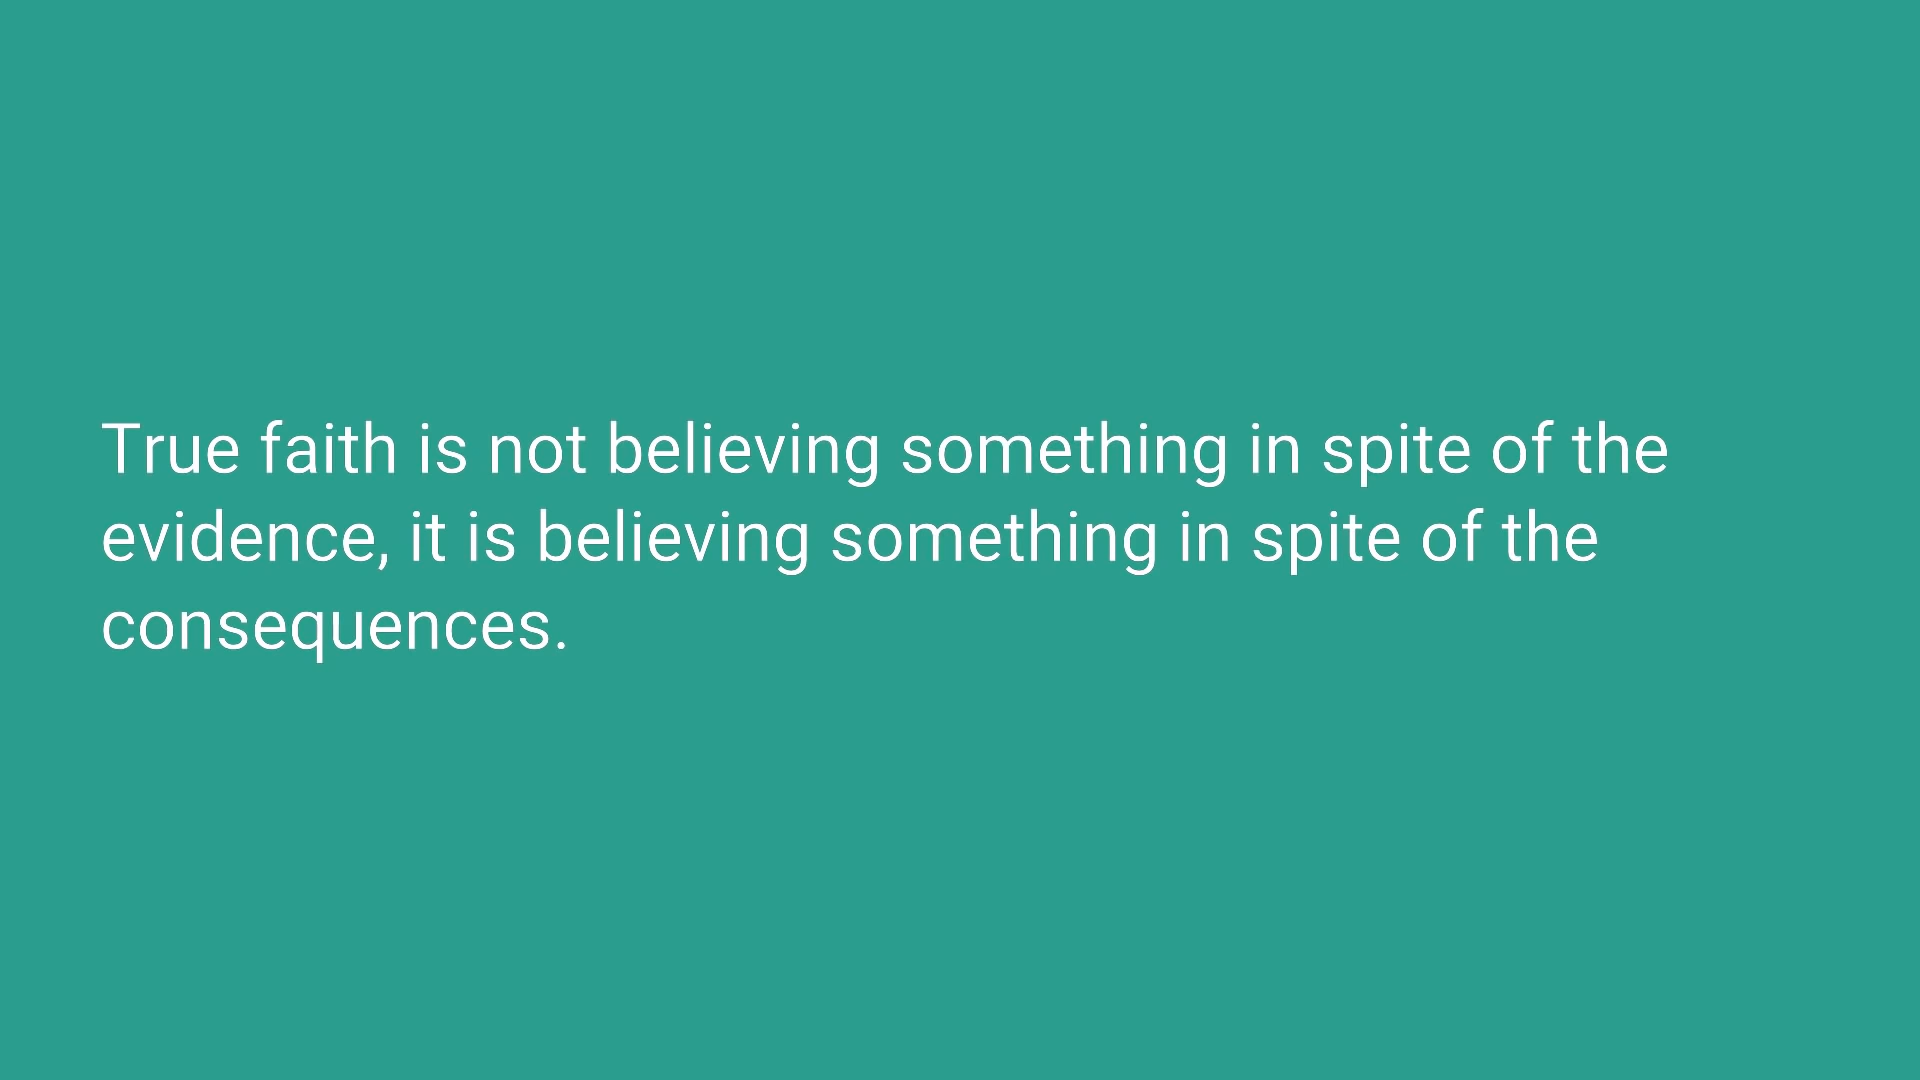 True faith is not believing something in spite of the
evidence, it is believing something in spite of the
consequences.